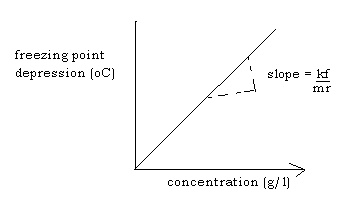 freezing point
depression (oC)
slope = kf
mr
concentration (g/l)